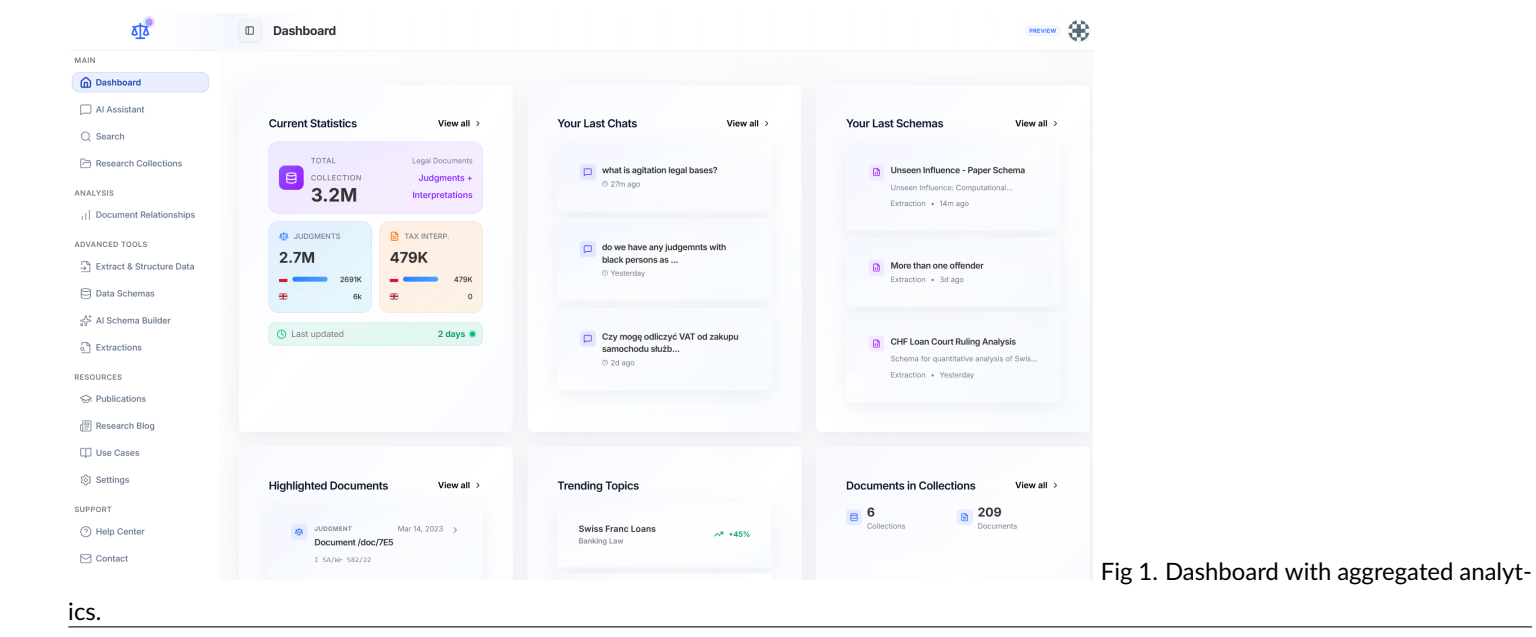 Dashboard
PREVIEW
MAIN
Dashboard
AI Assistant
Search
Research Collections
ANALYSIS
Document Relationships
ADVANCED TOOLS
Extract & Structure Data
Data Schemas
AI Schema Builder
Extractions
RESOURCES
Publications
Research Blog
Use Cases
Settings
SUPPORT
Help Center
Contact
Current Statistics View all
TOTAL COLLECTION
3.2M
Legal Documents
Judgments +
Interpretations
JUDGMENTS
2.7M
2691K
6k
TAX INTERP.
479K
479K
0
Last updated 2 days
Your Last Chats View all
what is agitation legal bases?
27m ago
do we have any judgemnts with
black persons as ...
Yesterday
Czy mogę odliczyć VAT od zakupu
samochodu służb...
2d ago
Your Last Schemas View all
Unseen Influence - Paper Schema
Unseen Influence: Computational...
Extraction • 14m ago
More than one offender
Extraction • 3d ago
CHF Loan Court Ruling Analysis
Schema for quantitative analysis of Swis...
Extraction • Yesterday
Highlighted Documents View all
JUDGMENT Mar 14, 2023
Document /doc/7E5
I SA/Wr 582/22
Trending Topics
Swiss Franc Loans
Banking Law
+45%
Documents in Collections View all
6
Collections
209
Documents
Fig 1. Dashboard with aggregated analyt-
ics.